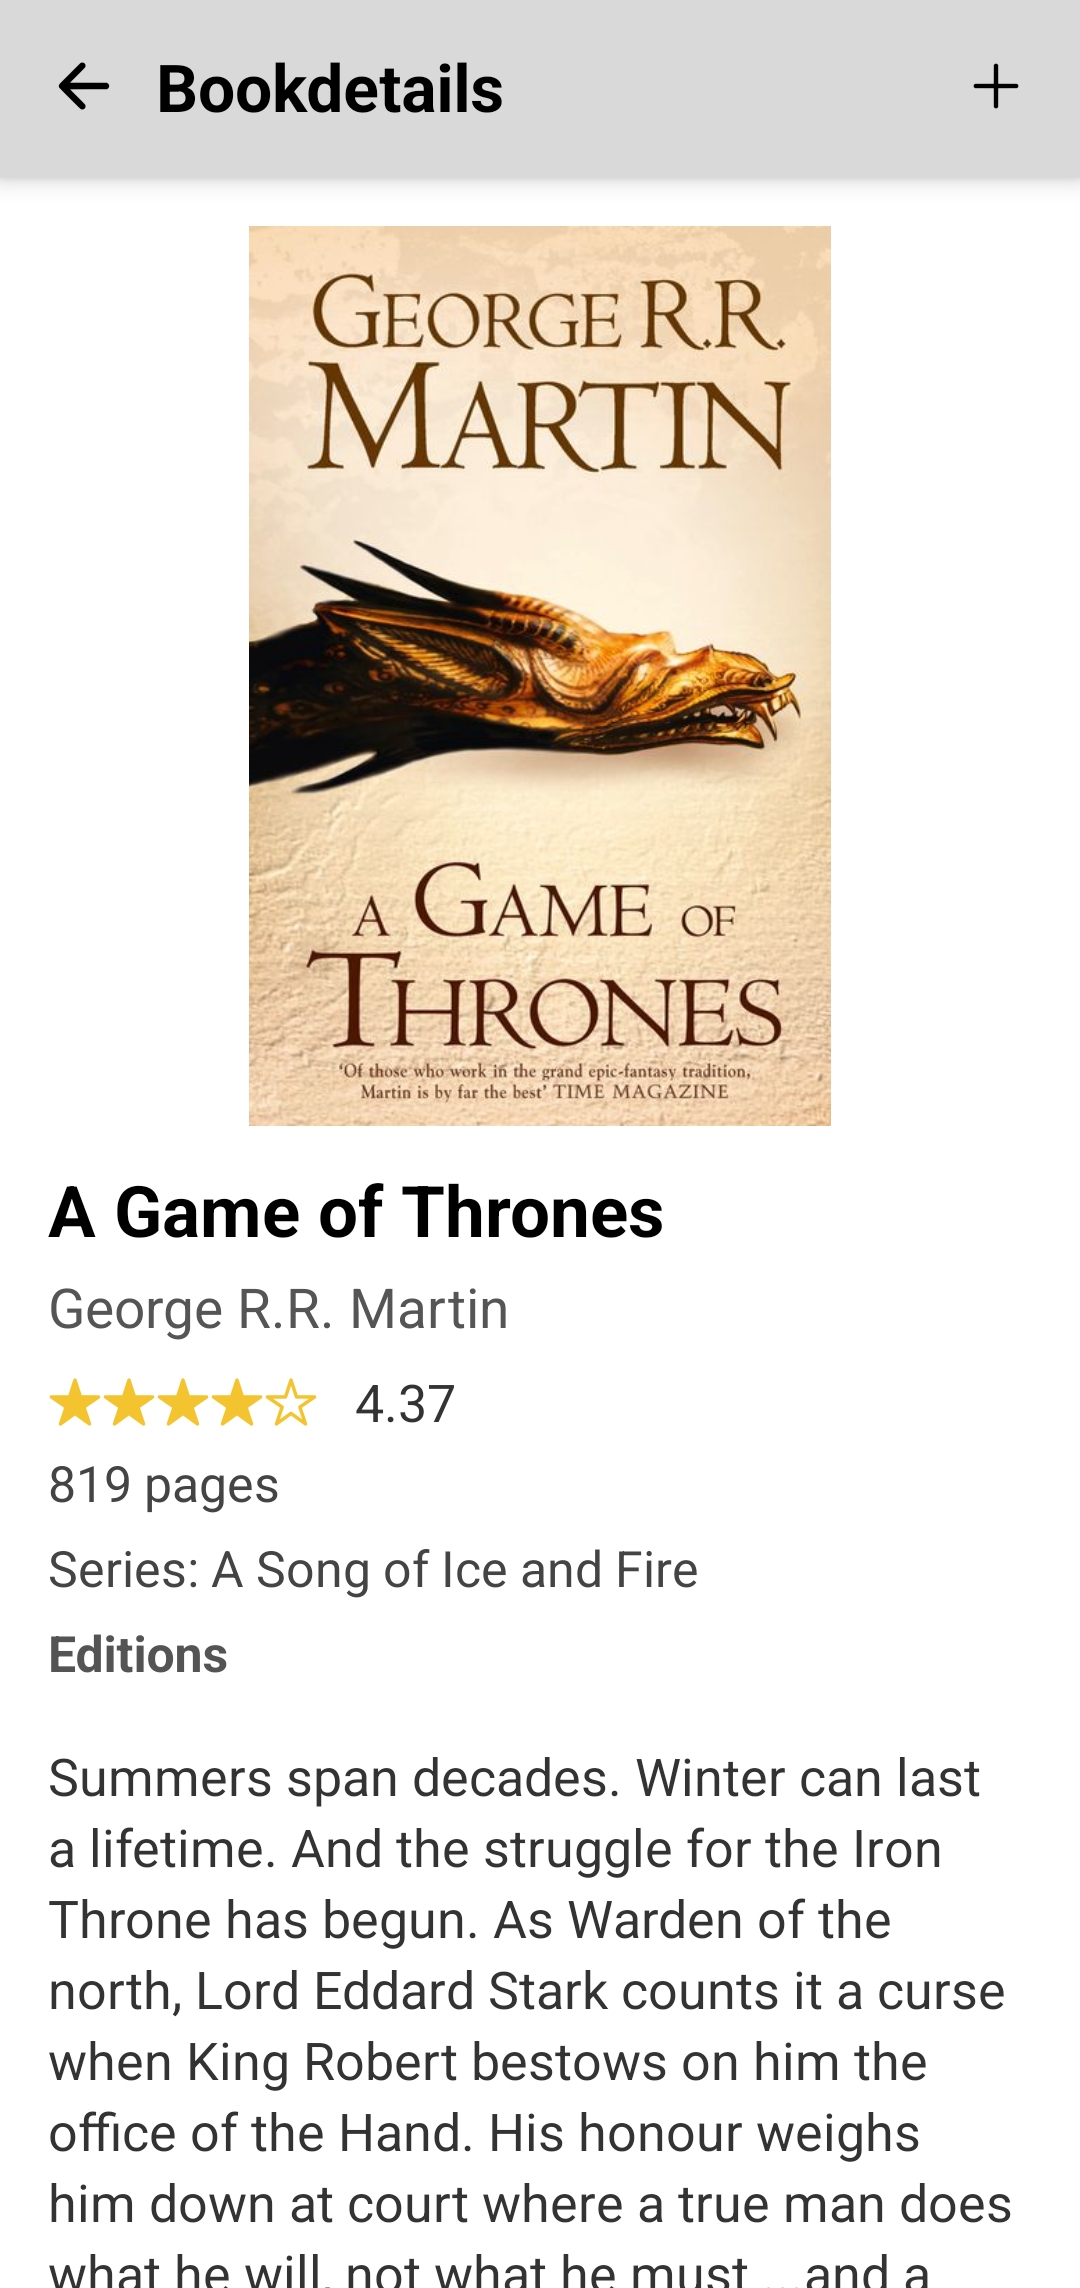 Bookdetails
GEORGE R.R.
MARTIN
A GAME OF
THRONES
'Of those who work in the grand epic-fantasy tradition,
Martin is by far the best' TIME MAGAZINE
A Game of Thrones
George R.R. Martin
4.37
819 pages
Series: A Song of Ice and Fire
Editions
Summers span decades. Winter can last
a lifetime. And the struggle for the Iron
Throne has begun. As Warden of the
north, Lord Eddard Stark counts it a curse
when King Robert bestows on him the
office of the Hand. His honour weighs
him down at court where a true man does
what he will, not what he must ...and a